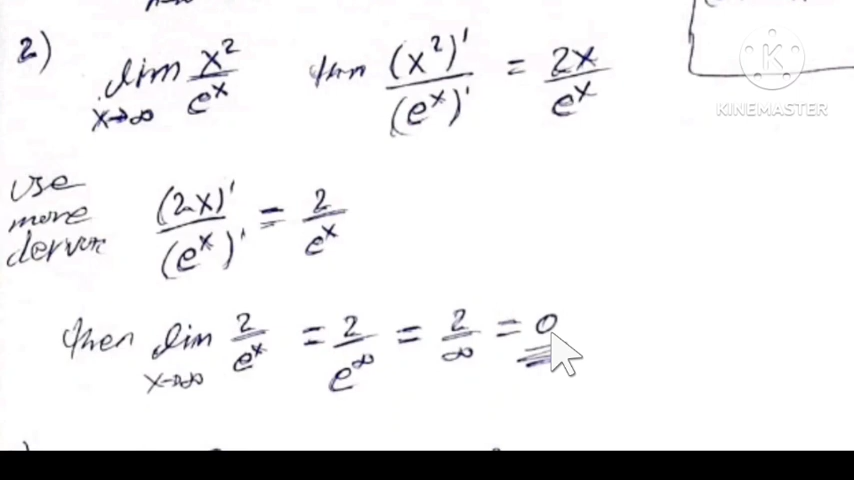 2) lim x→∞ x²/eˣ then (x²)'/(eˣ)' = 2x/eˣ
K
KINEMASTER
use more (2x)'/(eˣ)' = 2/eˣ
then lim x→∞ 2/eˣ = 2/e^∞ = 2/∞ = 0